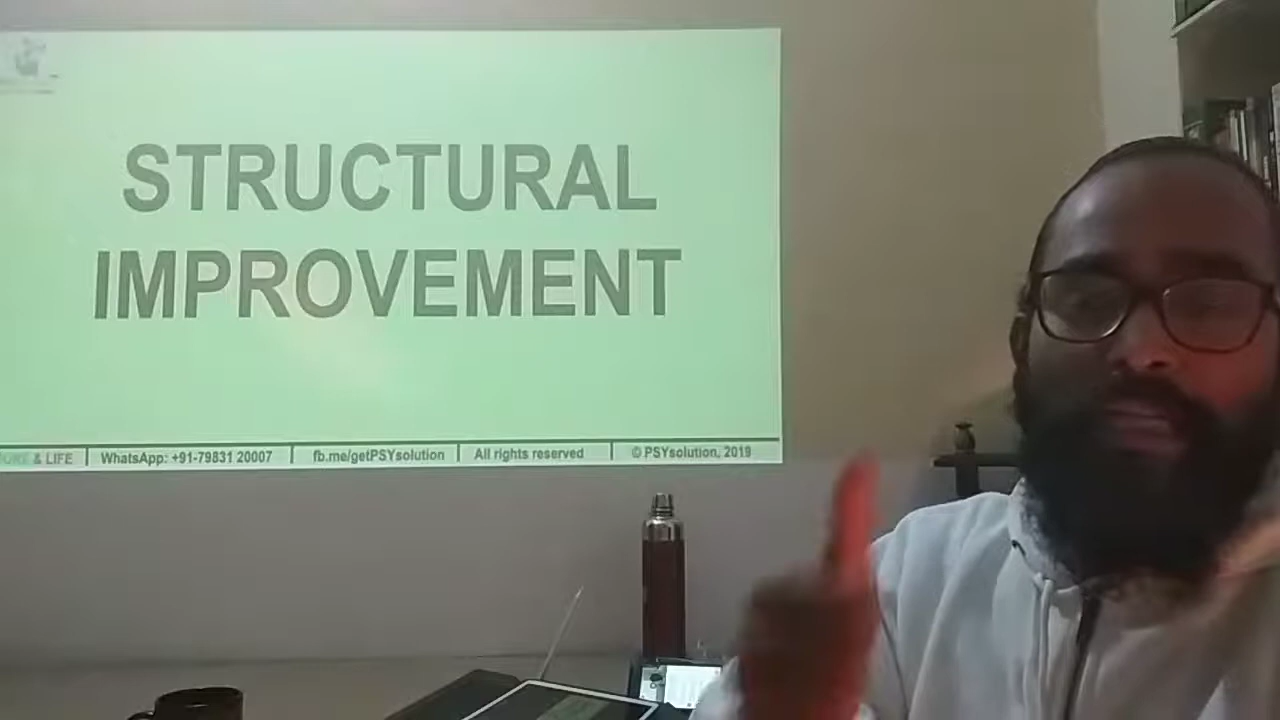 STRUCTURAL
IMPROVEMENT
& LIFE
WhatsApp: +91-79831 20007
fb.me/getPSYsolution
All rights reserved
© PSYsolution, 2019